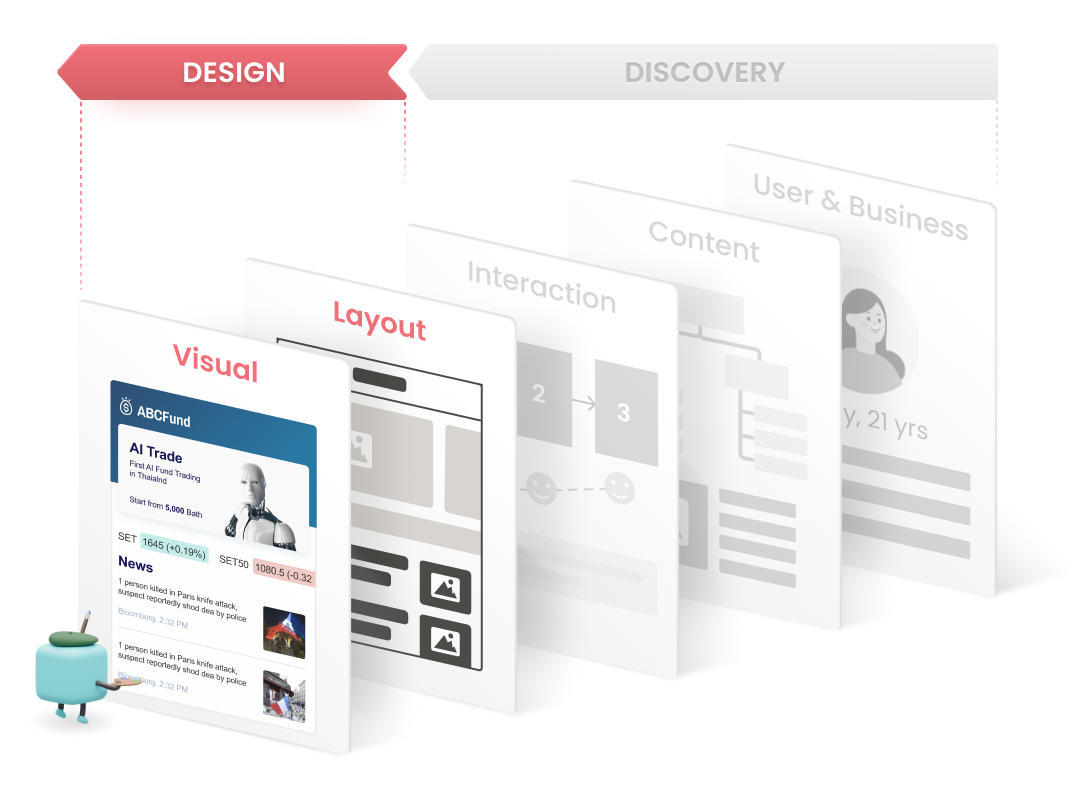 DESIGN
DISCOVERY
User & Business
y, 21 yrs
Content
Interaction
2
3
Layout
Visual
ABCFund
AI Trade
First AI Fund Trading
in Thaialnd
Start from 5,000 Bath
SET 1645 (+0.19%) SET50 1080.5 (-0.32
News
1 person killed in Paris knife attack,
suspect reportedly shod dea by police
Bloomberg, 2:32 PM
1 person killed in Paris knife attack,
suspect reportedly shod dea by police
Bloomberg, 2:32 PM